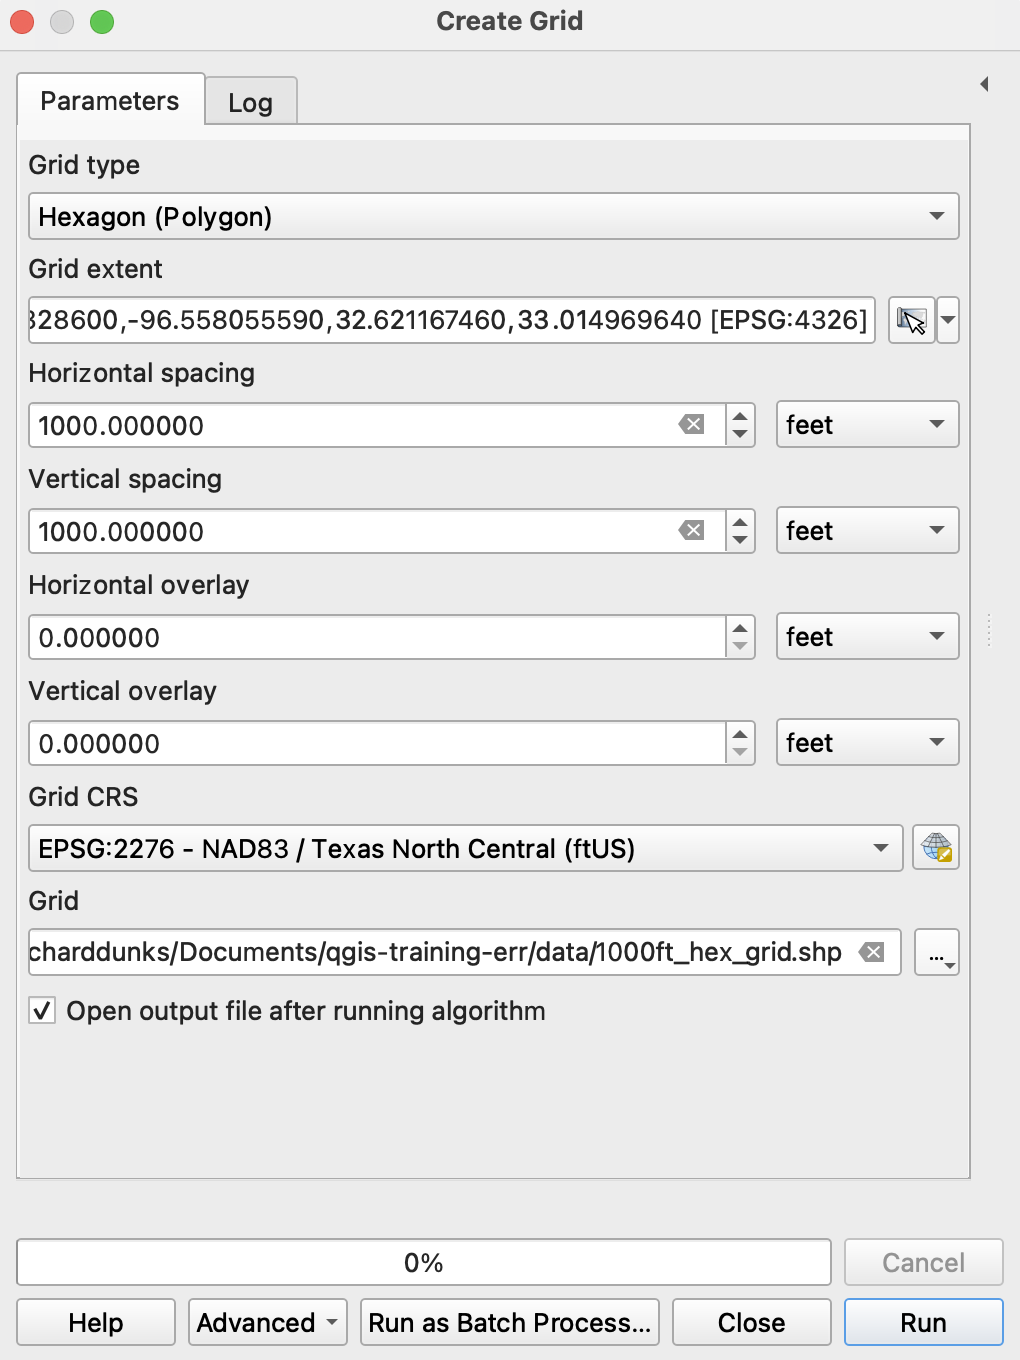 Create Grid
Parameters
Log
Grid type
Hexagon (Polygon)
Grid extent
328600,-96.558055590,32.621167460,33.014969640 [EPSG:4326]
Horizontal spacing
1000.000000
feet
Vertical spacing
1000.000000
feet
Horizontal overlay
0.000000
feet
Vertical overlay
0.000000
feet
Grid CRS
EPSG:2276 - NAD83 / Texas North Central (ftUS)
Grid
charddunks/Documents/qgis-training-err/data/1000ft_hex_grid.shp
...
Open output file after running algorithm
0%
Cancel
Help
Advanced
Run as Batch Process...
Close
Run